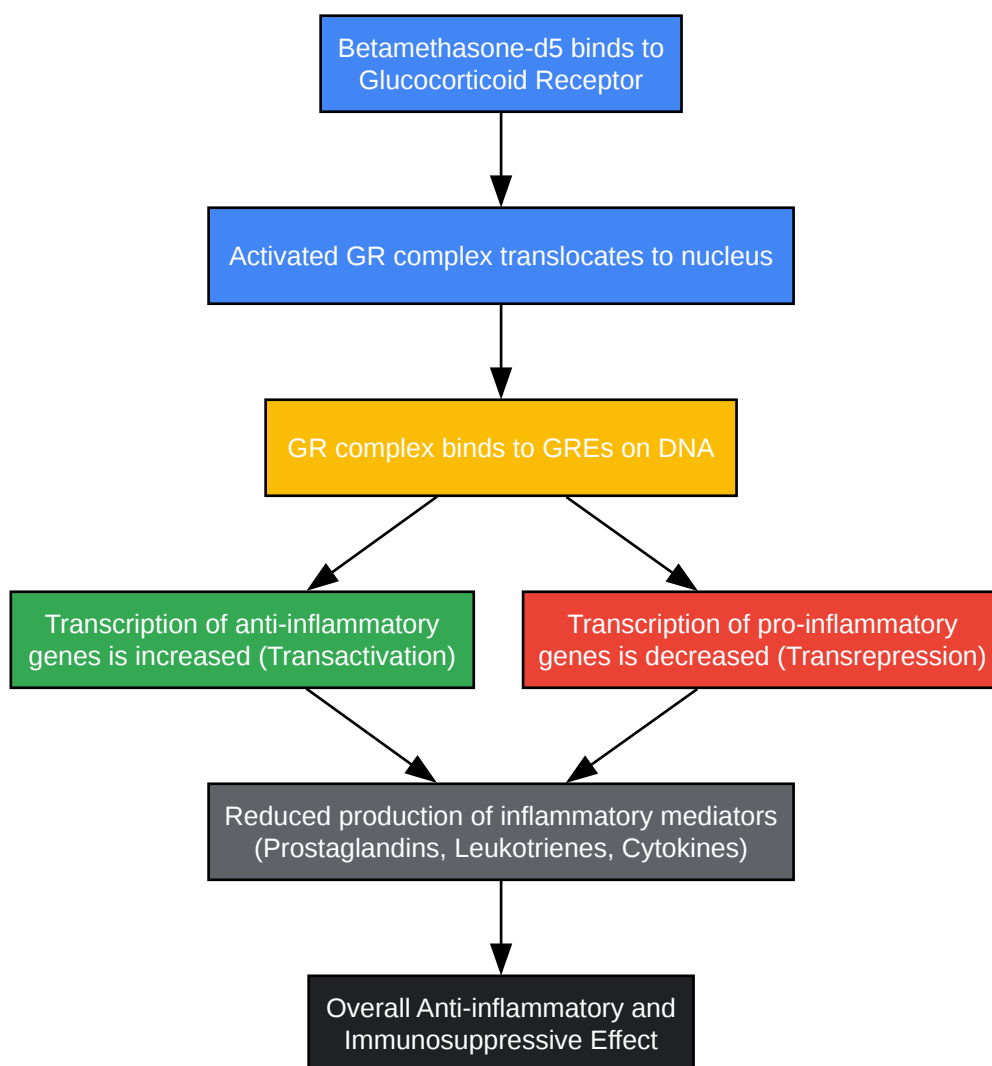 Betamethasone-d5 binds to
Glucocorticoid Receptor
Activated GR complex translocates to nucleus
GR complex binds to GREs on DNA
Transcription of anti-inflammatory
genes is increased (Transactivation)
Transcription of pro-inflammatory
genes is decreased (Transrepression)
Reduced production of inflammatory mediators
(Prostaglandins, Leukotrienes, Cytokines)
Overall Anti-inflammatory and
Immunosuppressive Effect